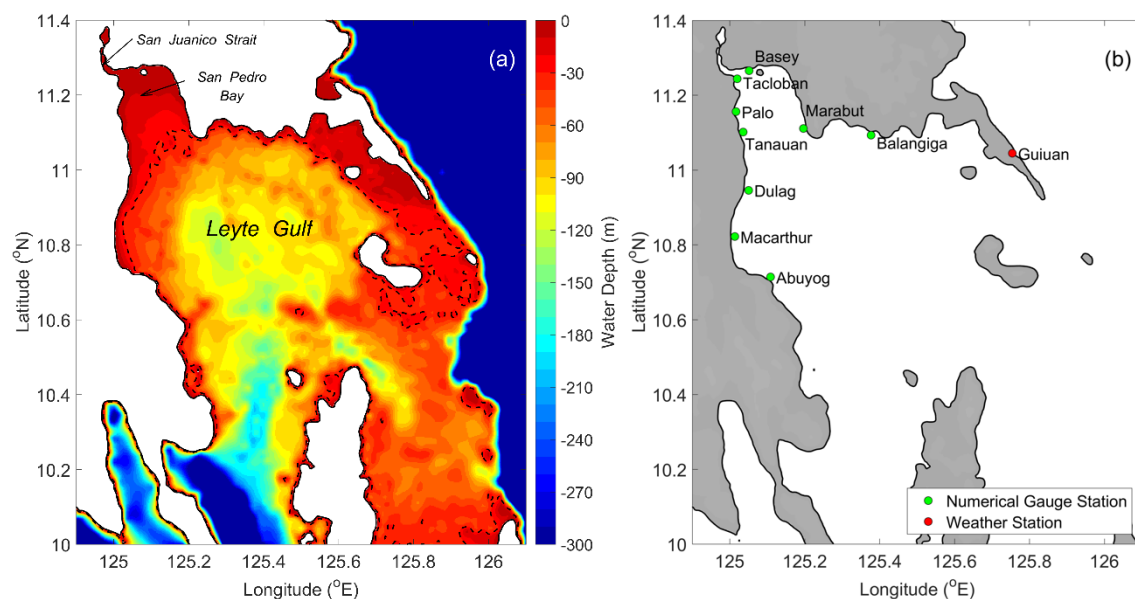 11.4
11.2
11
10.8
10.6
10.4
10.2
10
Latitude (°N)
125
125.2
125.4
125.6
125.8
126
Longitude (°E)
San Juanico Strait
San Pedro
Bay
Leyte Gulf
(a)
0
-30
-60
-90
-120
-150
-180
-210
-240
-270
-300
Water Depth (m)
11.4
11.2
11
10.8
10.6
10.4
10.2
10
Latitude (°N)
125
125.2
125.4
125.6
125.8
126
Longitude (°E)
(b)
Basey
Tacloban
Palo
Marabut
Tanauan
Balangiga
Guiuan
Dulag
Macarthur
Abuyog
Numerical Gauge Station
Weather Station